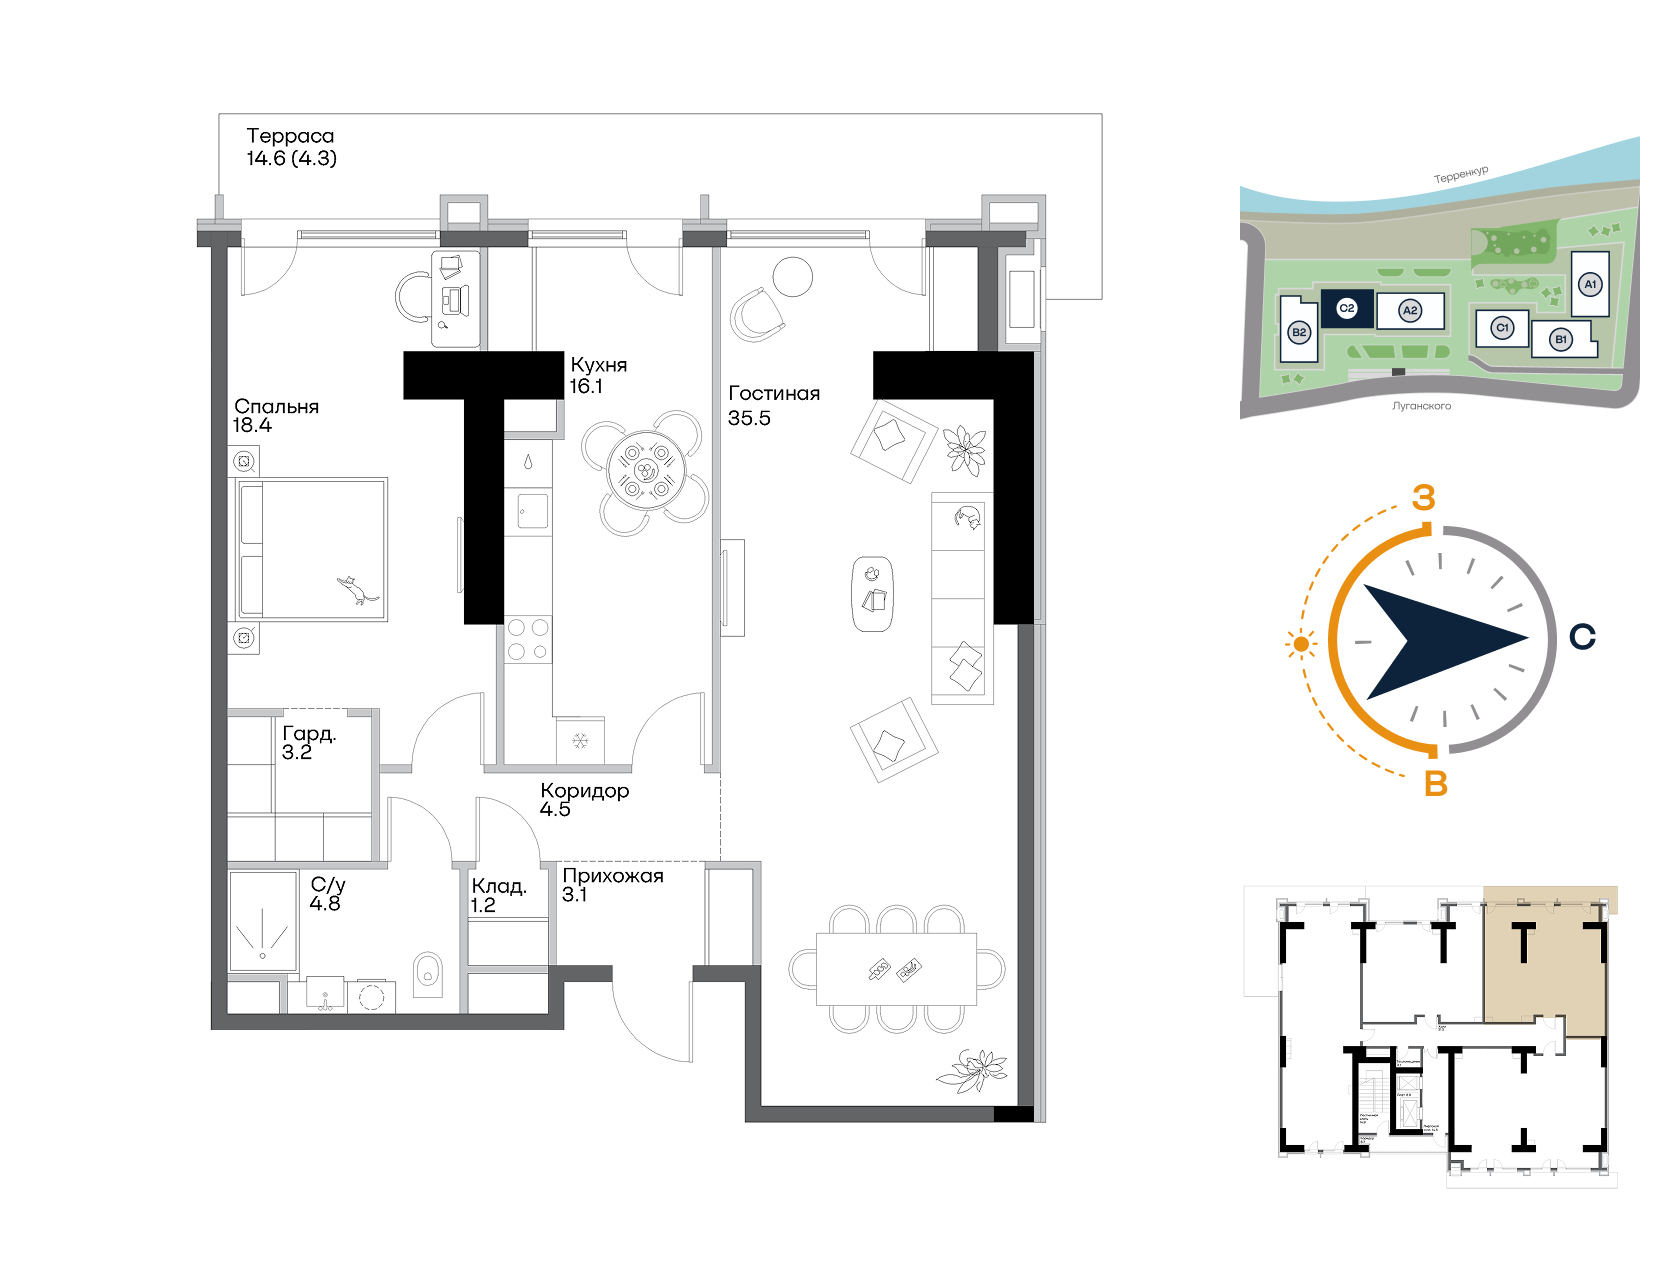 Терраса
14.6 (4.3)
Кухня
16.1
Гостиная
35.5
Спальня
18.4
Гард.
3.2
Коридор
4.5
С/у
4.8
Клад.
1.2
Прихожая
3.1
Терренкур
A1
C2
A2
B2
C1
B1
Луганского
З
С
В